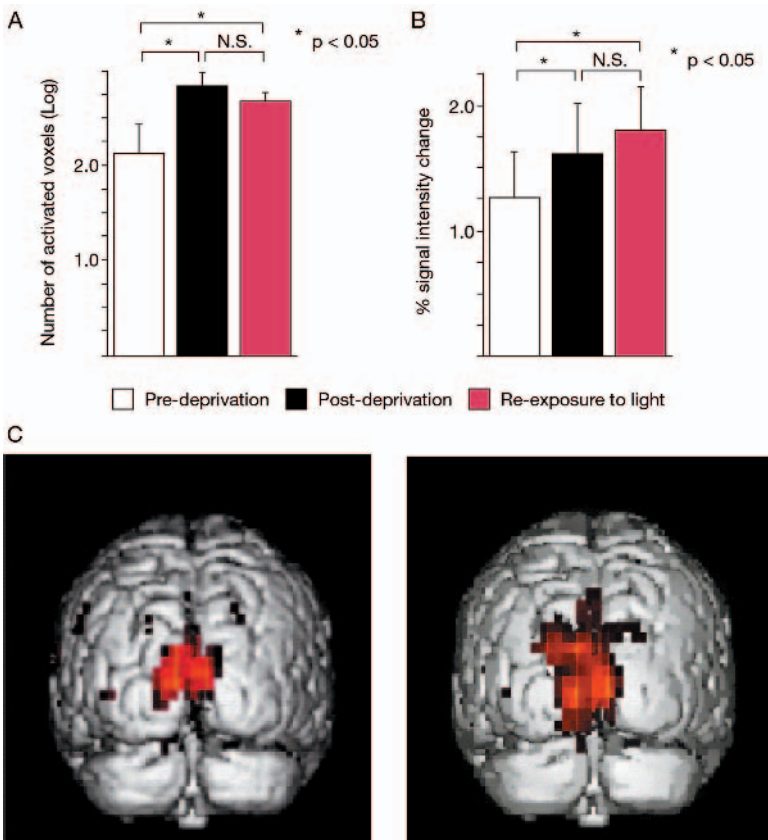 A
*
*
N.S.
* p < 0.05
Number of activated voxels (Log)
2.0
1.0
B
*
*
N.S.
* p < 0.05
% signal intensity change
2.0
1.0
Pre-deprivation
Post-deprivation
Re-exposure to light
C